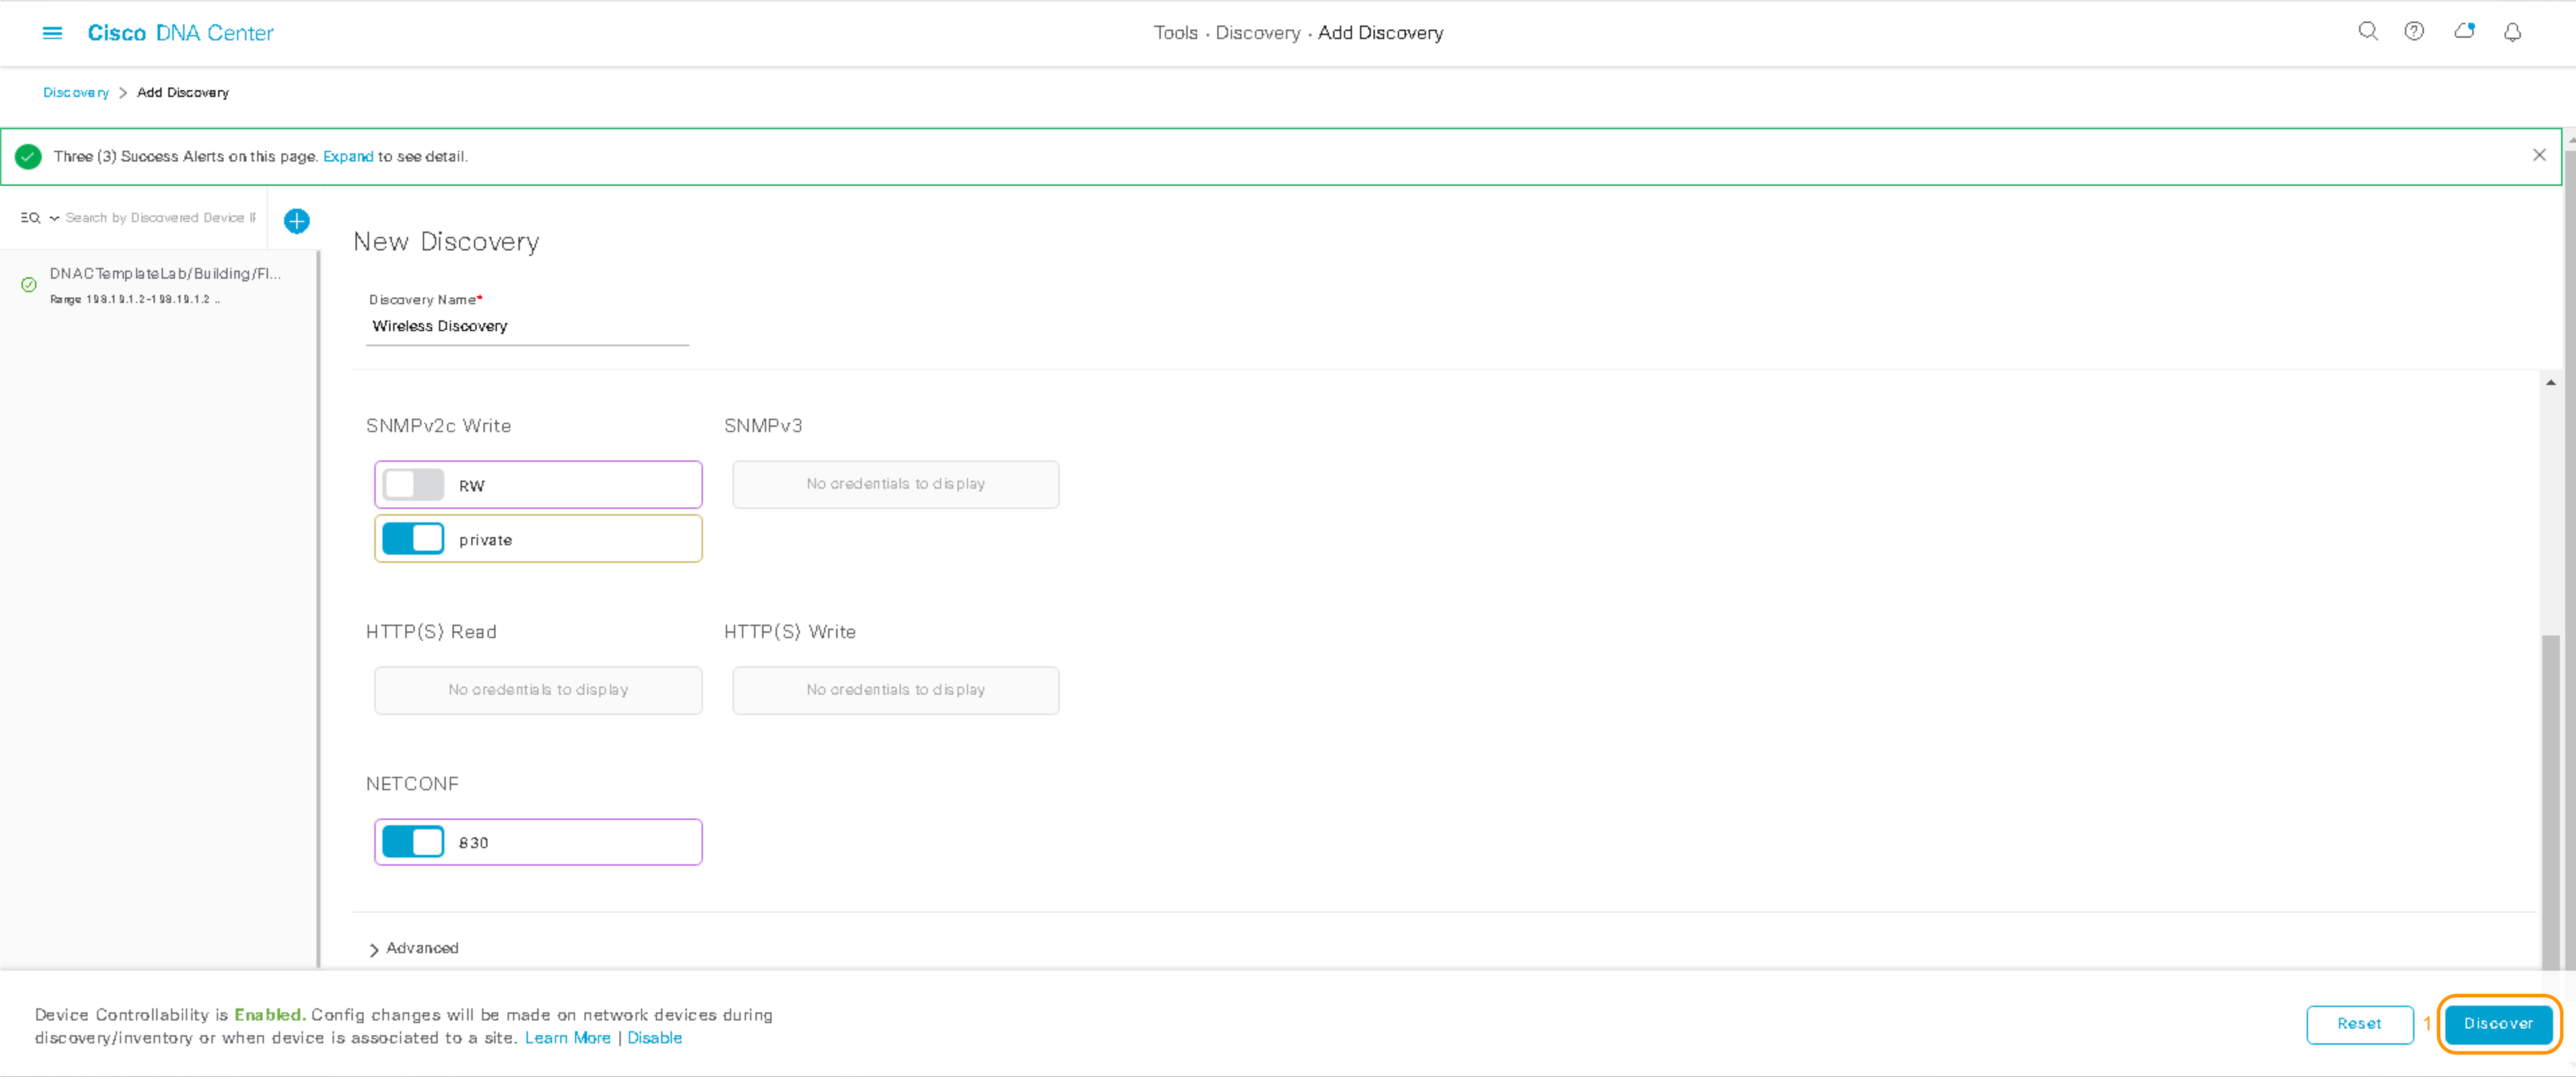 Cisco DNA Center
Tools · Discovery · Add Discovery
Discovery > Add Discovery
Three (3) Success Alerts on this page. Expand to see detail.
Search by Discovered Device IP
New Discovery
DNACTemplateLab/Building/Fl...
Range 198.19.1.2-198.19.1.2 ..
Discovery Name*
Wireless Discovery
SNMPv2c Write
SNMPv3
RW
No credentials to display
private
HTTP(S) Read
HTTP(S) Write
No credentials to display
No credentials to display
NETCONF
830
Advanced
Device Controllability is Enabled. Config changes will be made on network devices during
discovery/inventory or when device is associated to a site. Learn More | Disable
Reset
1
Discover